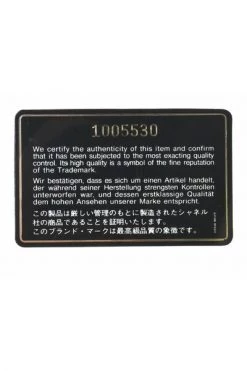 1005530
We certify the authenticity of this item and confirm
that it has been subjected to the most exacting quality
control. Its high quality is a symbol of the fine reputation
of the Trademark.
Wir bestätigen, dass es sich um einen Artikel handelt,
der während seiner Herstellung strengsten Kontrollen
unterworfen war, und dessen erstklassige Qualität
dem hohen Ansehen unserer Marke entspricht.
この製品は厳しい管理のもとに製造されたシャネル
社の商品であることを証明いたします。
このブランド・マークは最高級品質の象徴です。